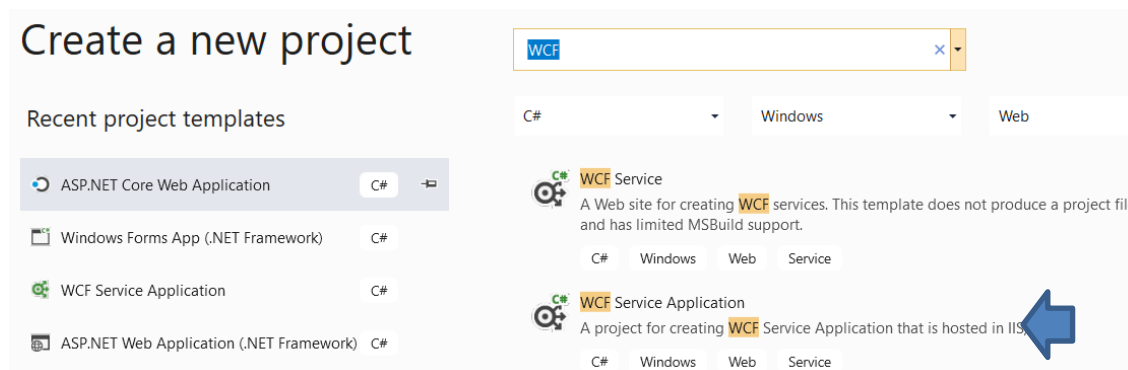 Create a new project
WCF
Recent project templates
C#
Windows
Web
ASP.NET Core Web Application
C#
Windows Forms App (.NET Framework)
C#
WCF Service Application
C#
ASP.NET Web Application (.NET Framework)
C#
C#
WCF Service
A Web site for creating WCF services. This template does not produce a project fil
and has limited MSBuild support.
C# Windows Web Service
C#
WCF Service Application
A project for creating WCF Service Application that is hosted in IIS
C# Windows Web Service